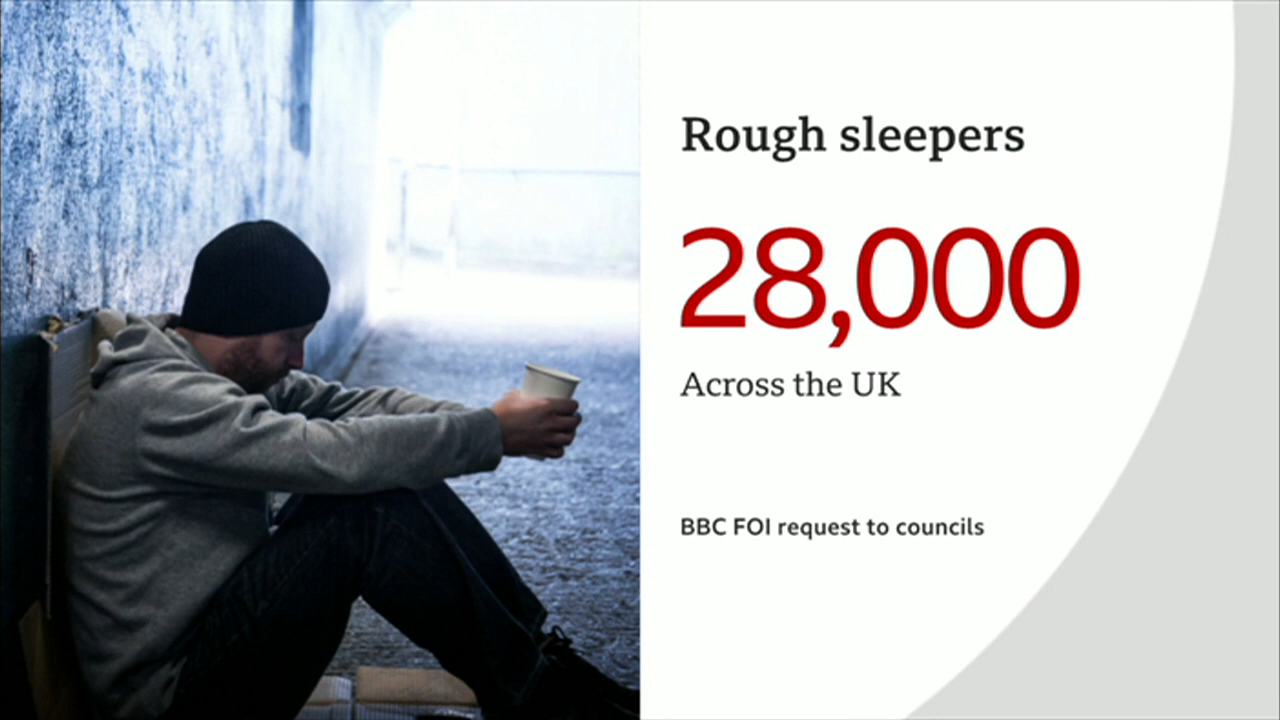 Rough sleepers
28,000
Across the UK
BBC FOI request to councils